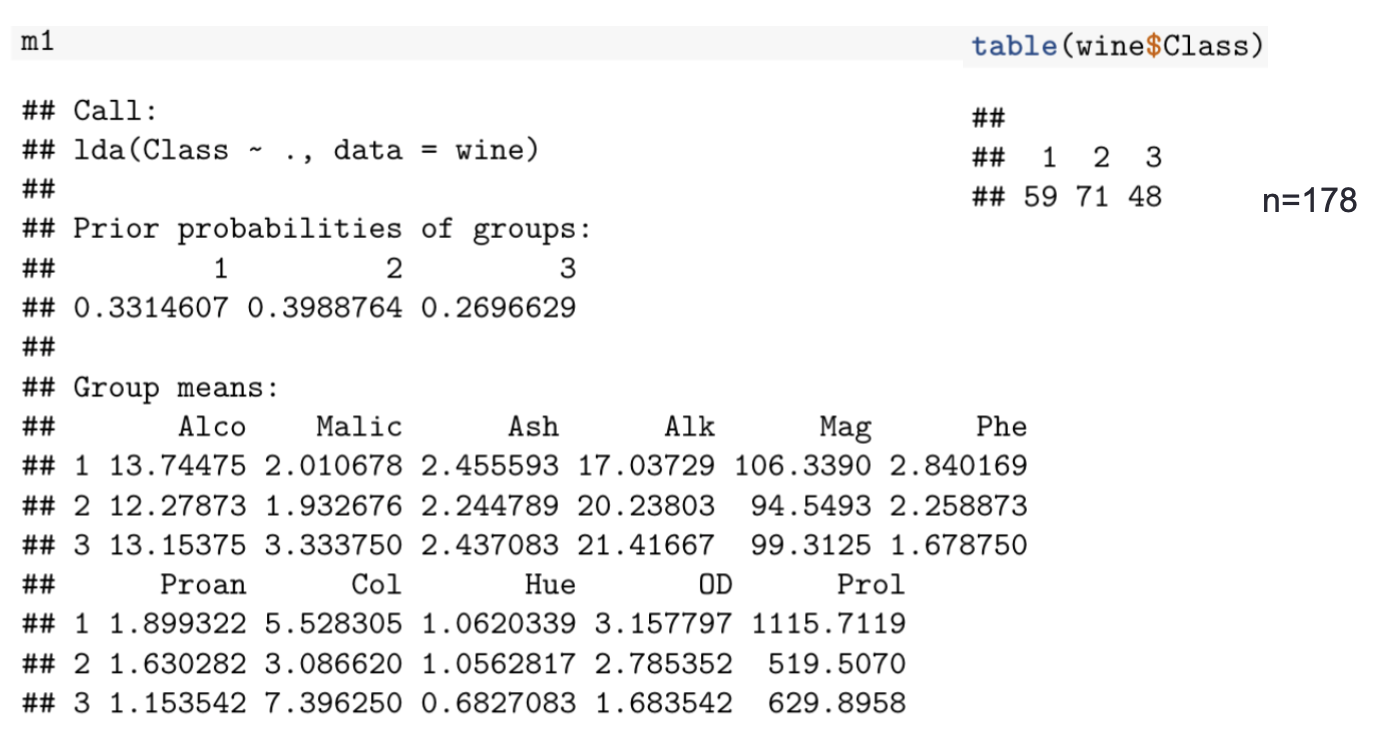 m1
## Call:
## lda(Class ~ ., data = wine)
##
## Prior probabilities of groups:
##         1         2         3
## 0.3314607 0.3988764 0.2696629
##
## Group means:
##       Alco    Malic      Ash      Alk      Mag      Phe
## 1 13.74475 2.010678 2.455593 17.03729 106.3390 2.840169
## 2 12.27873 1.932676 2.244789 20.23803  94.5493 2.258873
## 3 13.15375 3.333750 2.437083 21.41667  99.3125 1.678750
##      Proan      Col       Hue       OD      Prol
## 1 1.899322 5.528305 1.0620339 3.157797 1115.7119
## 2 1.630282 3.086620 1.0562817 2.785352  519.5070
## 3 1.153542 7.396250 0.6827083 1.683542  629.8958
table(wine$Class)
##
##  1  2  3
## 59 71 48
n=178